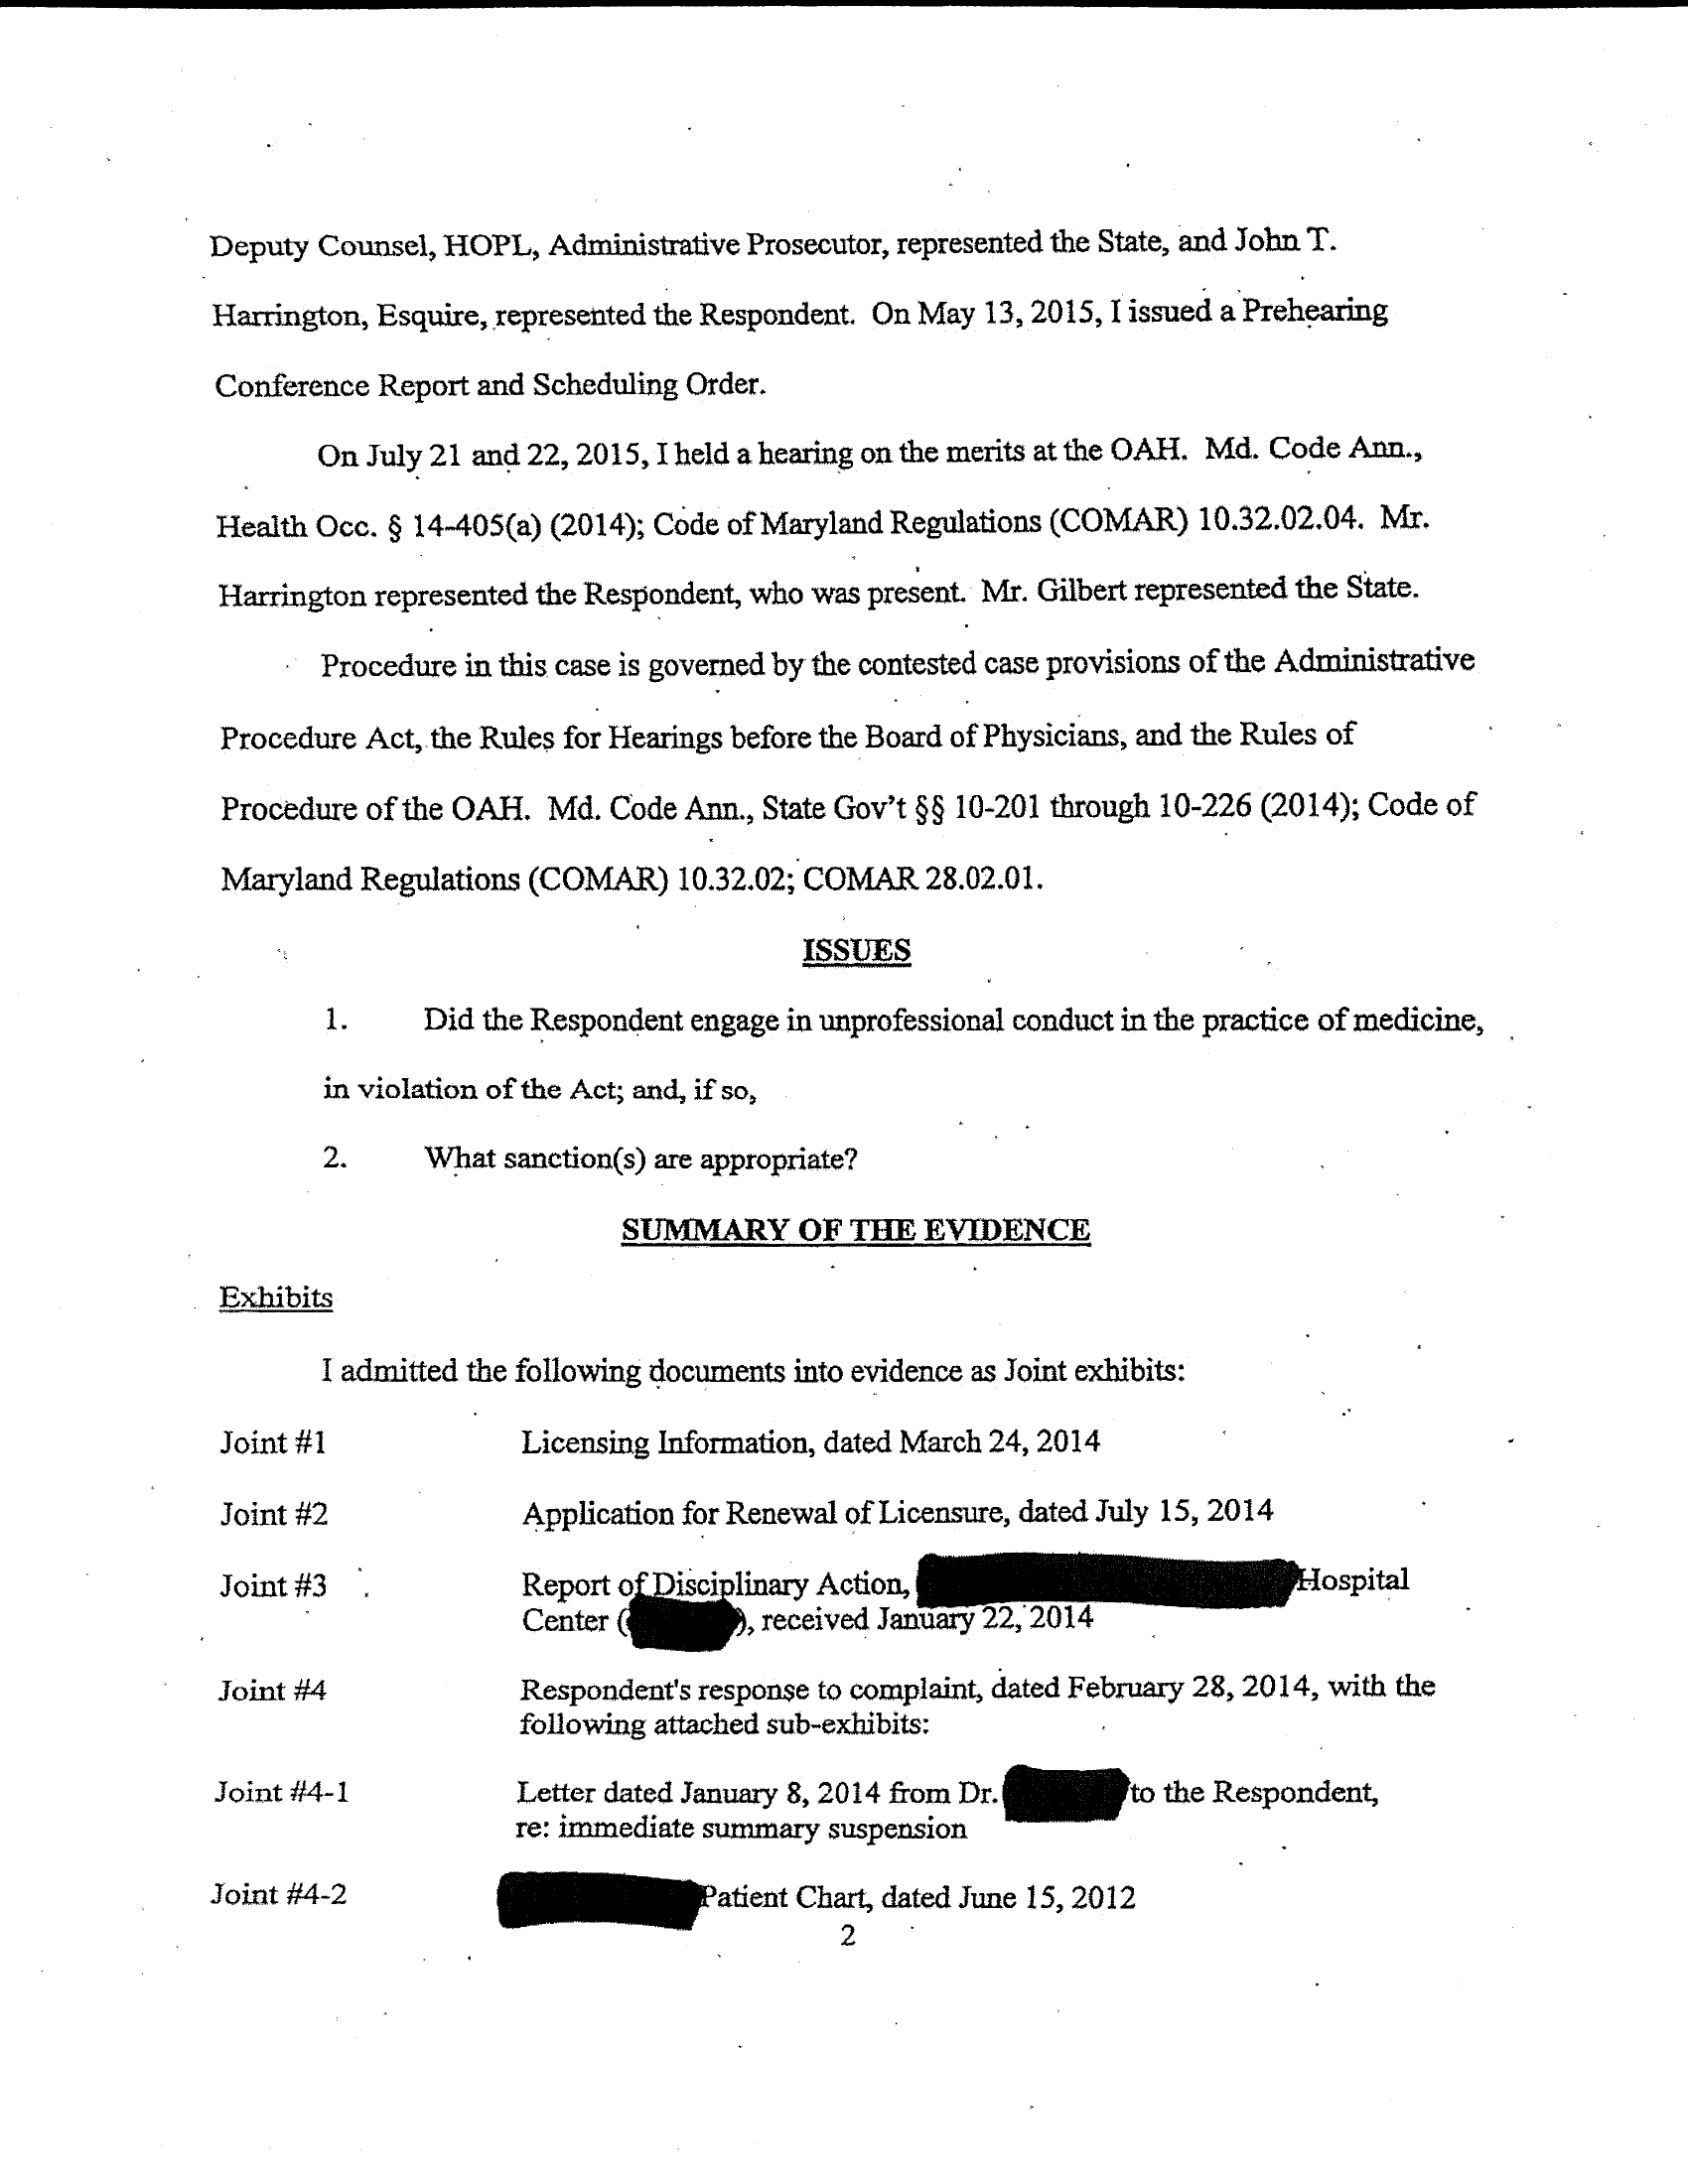 Deputy Counsel, HOPL, Administrative Prosecutor, represented the State, and John T.
Harrington, Esquire, represented the Respondent. On May 13, 2015, I issued a Prehearing
Conference Report and Scheduling Order.
On July 21 and 22, 2015, I held a hearing on the merits at the OAH. Md. Code Ann.,
Health Occ. § 14-405(a) (2014); Code of Maryland Regulations (COMAR) 10.32.02.04. Mr.
Harrington represented the Respondent, who was present. Mr. Gilbert represented the State.
Procedure in this case is governed by the contested case provisions of the Administrative
Procedure Act, the Rules for Hearings before the Board of Physicians, and the Rules of
Procedure of the OAH. Md. Code Ann., State Gov't §§ 10-201 through 10-226 (2014); Code of
Maryland Regulations (COMAR) 10.32.02; COMAR 28.02.01.
ISSUES
1. Did the Respondent engage in unprofessional conduct in the practice of medicine,
in violation of the Act; and, if so,
2. What sanction(s) are appropriate?
SUMMARY OF THE EVIDENCE
Exhibits
I admitted the following documents into evidence as Joint exhibits:
Joint #1 Licensing Information, dated March 24, 2014
Joint #2 Application for Renewal of Licensure, dated July 15, 2014
Joint #3 Report of Disciplinary Action, Hospital
Center ( ), received January 22, 2014
Joint #4 Respondent's response to complaint, dated February 28, 2014, with the
following attached sub-exhibits:
Joint #4-1 Letter dated January 8, 2014 from Dr. to the Respondent,
re: immediate summary suspension
Joint #4-2 Patient Chart, dated June 15, 2012
2